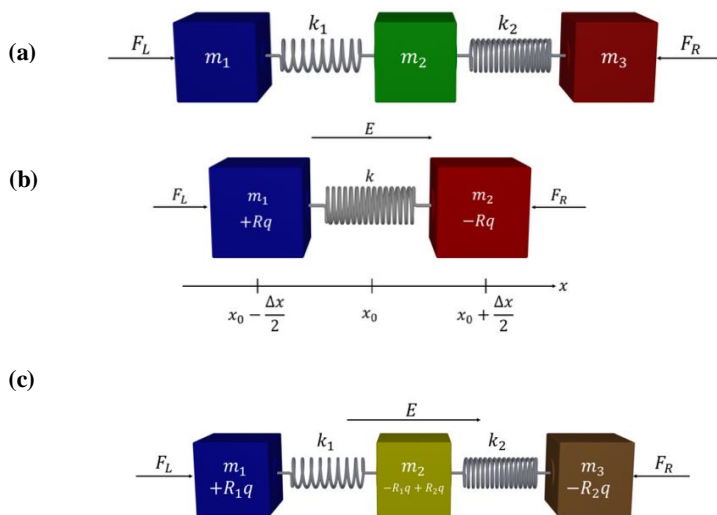 (a)
F_L m_1 k_1 m_2 k_2 m_3 F_R
(b)
E
F_L m_1 k m_2 F_R
+Rq −Rq
x_0 − Δx/2 x_0 x_0 + Δx/2 x
(c)
E
F_L m_1 k_1 m_2 k_2 m_3 F_R
+R_1q −R_1q + R_2q −R_2q